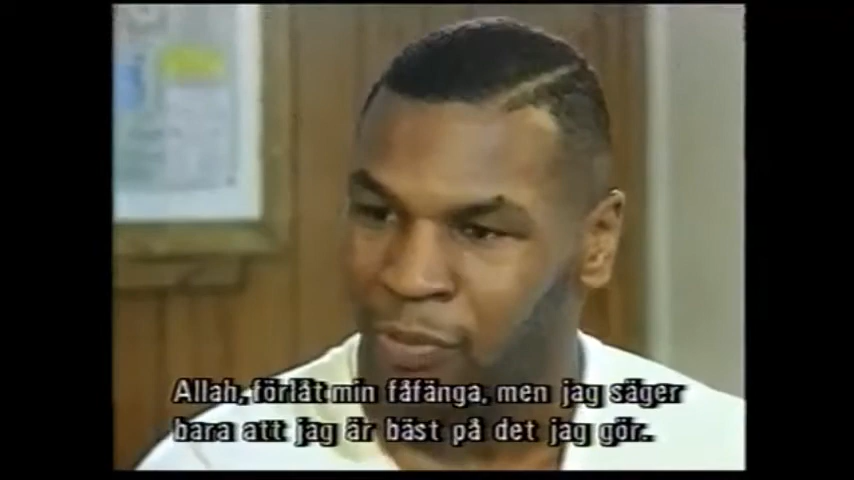 Allah, förlåt min fåfänga, men jag säger
bara att jag är bäst på det jag gör.